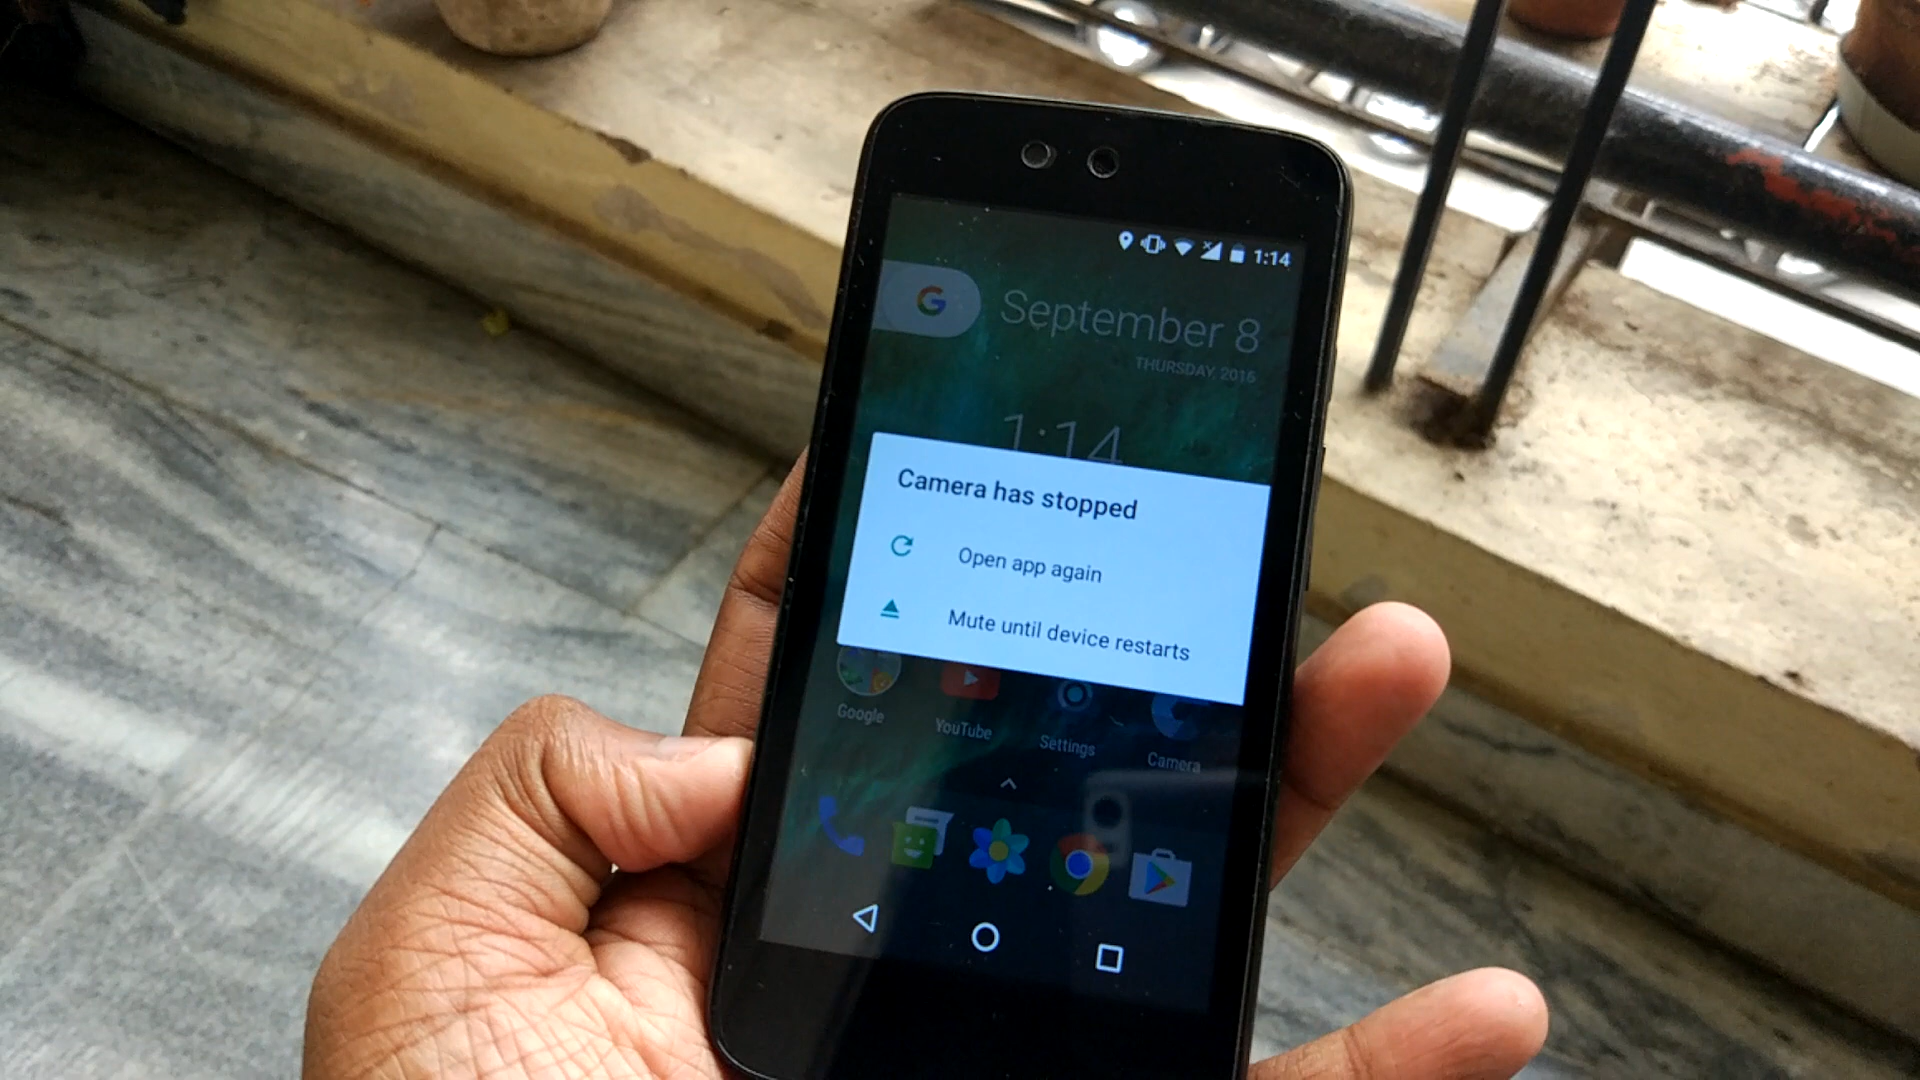 1:14
G
September 8
THURSDAY, 2016
1:14
Camera has stopped
Open app again
Mute until device restarts
Google
YouTube
Settings
Camera